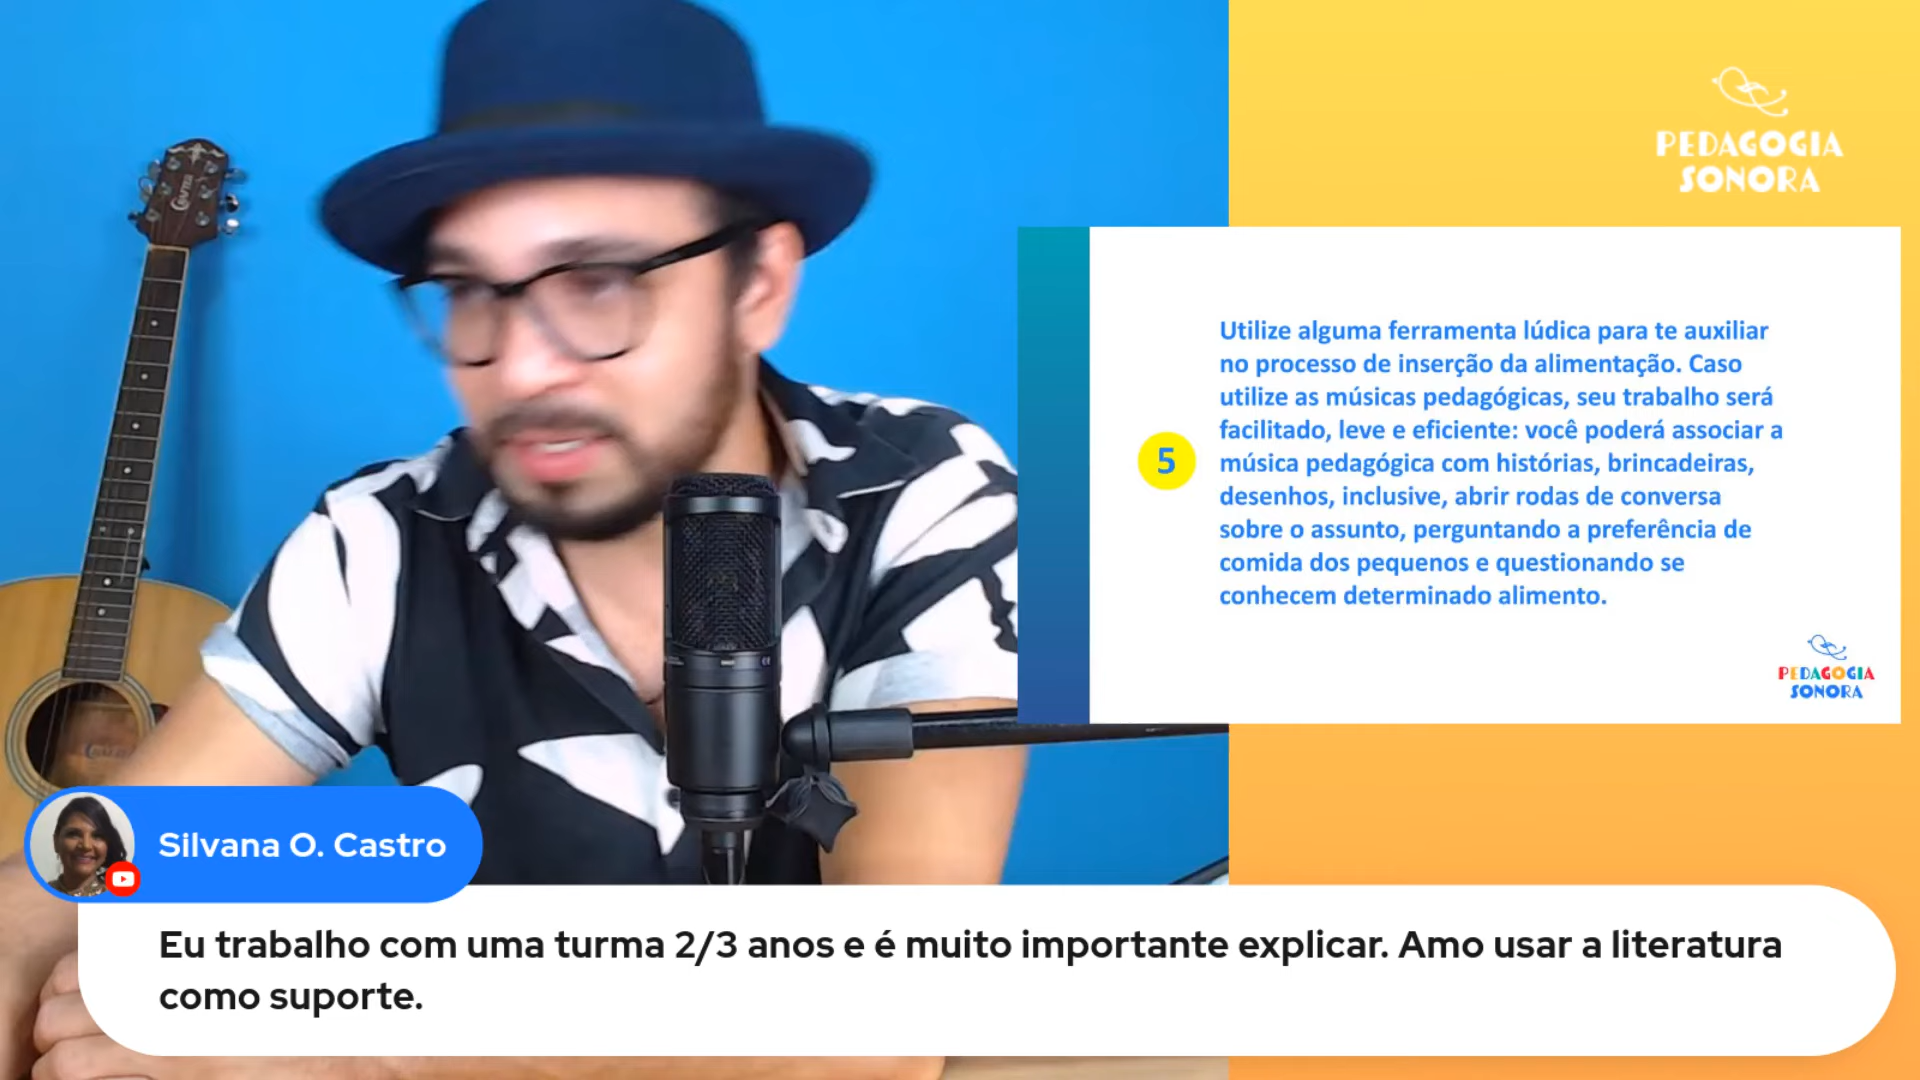 PEDAGOGIA
SONORA
Utilize alguma ferramenta lúdica para te auxiliar
no processo de inserção da alimentação. Caso
utilize as músicas pedagógicas, seu trabalho será
facilitado, leve e eficiente: você poderá associar a
música pedagógica com histórias, brincadeiras,
5
desenhos, inclusive, abrir rodas de conversa
sobre o assunto, perguntando a preferência de
comida dos pequenos e questionando se
conhecem determinado alimento.
PEDAGOGIA
SONORA
Silvana O. Castro
Eu trabalho com uma turma 2/3 anos e é muito importante explicar. Amo usar a literatura
como suporte.